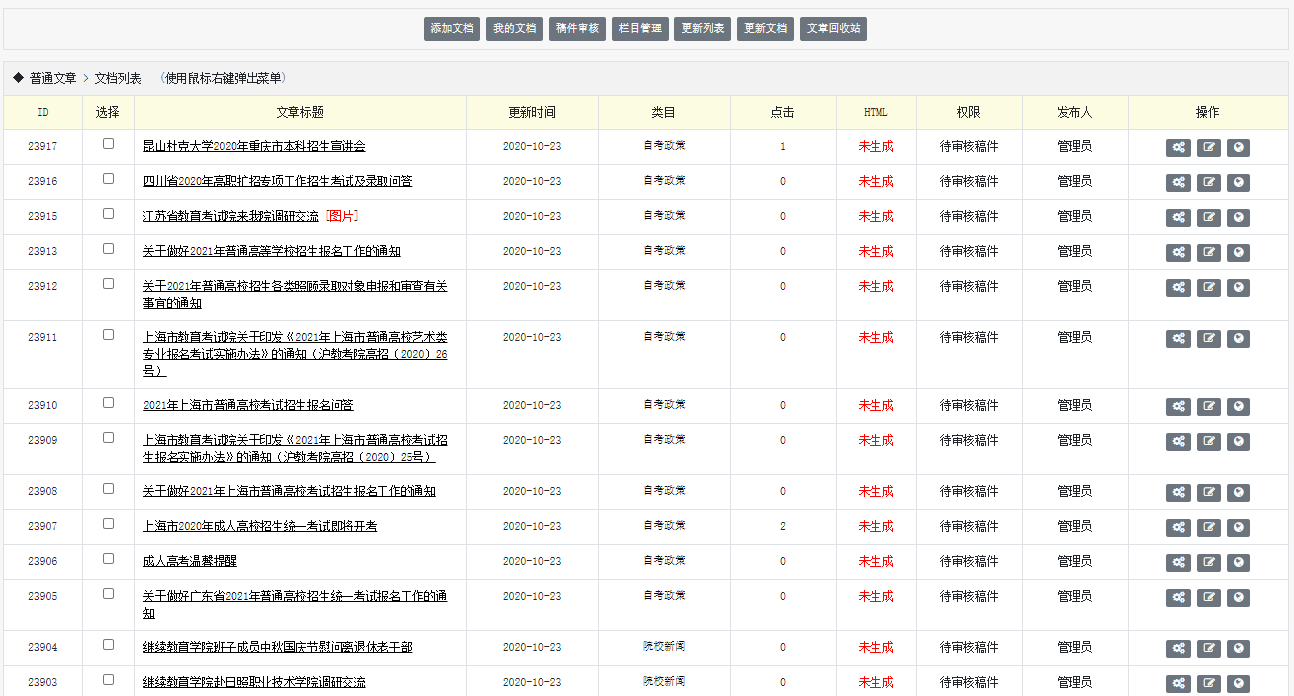 添加文档 我的文档 稿件审核 栏目管理 更新列表 更新文档 文章回收站
◆ 普通文章 > 文档列表 （使用鼠标右键弹出菜单）
ID 选择 文章标题 更新时间 类目 点击 HTML 权限 发布人 操作
23917 昆山杜克大学2020年重庆市本科招生宣讲会 2020-10-23 自考政策 1 未生成 待审核稿件 管理员
23916 四川省2020年高职扩招专项工作招生考试及录取问答 2020-10-23 自考政策 0 未生成 待审核稿件 管理员
23915 江苏省教育考试院来我院调研交流 [图片] 2020-10-23 自考政策 0 未生成 待审核稿件 管理员
23913 关于做好2021年普通高等学校招生报名工作的通知 2020-10-23 自考政策 0 未生成 待审核稿件 管理员
23912 关于2021年普通高校招生各类照顾录取对象申报和审查有关 2020-10-23 自考政策 0 未生成 待审核稿件 管理员
事宜的通知
23911 上海市教育考试院关于印发《2021年上海市普通高校艺术类 2020-10-23 自考政策 0 未生成 待审核稿件 管理员
专业报名考试实施办法》的通知（沪教考院高招〔2020〕26
号）
23910 2021年上海市普通高校考试招生报名问答 2020-10-23 自考政策 0 未生成 待审核稿件 管理员
23909 上海市教育考试院关于印发《2021年上海市普通高校考试招 2020-10-23 自考政策 0 未生成 待审核稿件 管理员
生报名实施办法》的通知（沪教考院高招〔2020〕25号）
23908 关于做好2021年上海市普通高校考试招生报名工作的通知 2020-10-23 自考政策 0 未生成 待审核稿件 管理员
23907 上海市2020年成人高校招生统一考试即将开考 2020-10-23 自考政策 2 未生成 待审核稿件 管理员
23906 成人高考温馨提醒 2020-10-23 自考政策 0 未生成 待审核稿件 管理员
23905 关于做好广东省2021年普通高校招生统一考试报名工作的通 2020-10-23 自考政策 0 未生成 待审核稿件 管理员
知
23904 继续教育学院班子成员中秋国庆节慰问离退休老干部 2020-10-23 院校新闻 0 未生成 待审核稿件 管理员
23903 继续教育学院赴日照职业技术学院调研交流 2020-10-23 院校新闻 0 未生成 待审核稿件 管理员